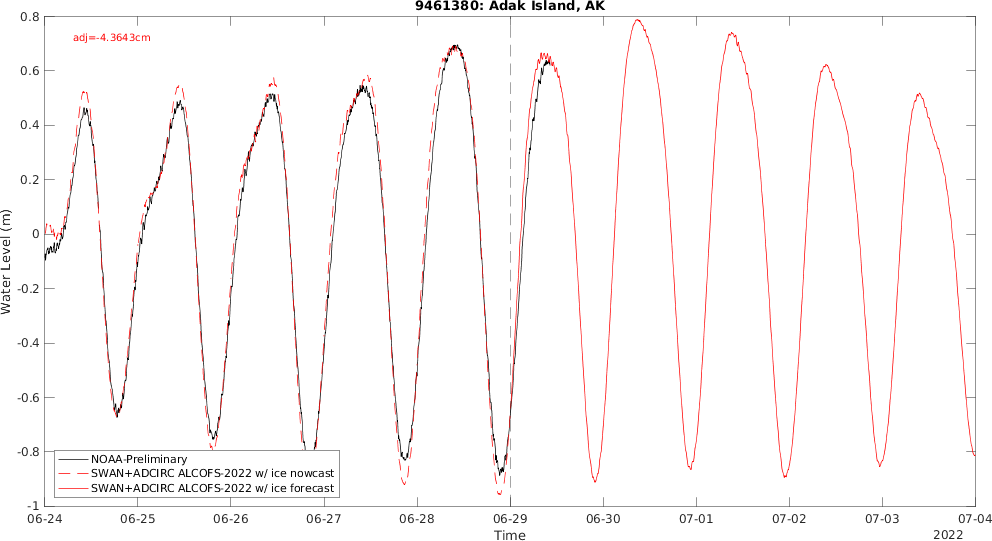 9461380: Adak Island, AK
adj=-4.3643cm
0.8
0.6
0.4
0.2
0
-0.2
-0.4
-0.6
-0.8
-1
Water Level (m)
NOAA-Preliminary
SWAN+ADCIRC ALCOFS-2022 w/ ice nowcast
SWAN+ADCIRC ALCOFS-2022 w/ ice forecast
06-24 06-25 06-26 06-27 06-28 06-29 06-30 07-01 07-02 07-03 07-04
Time
2022